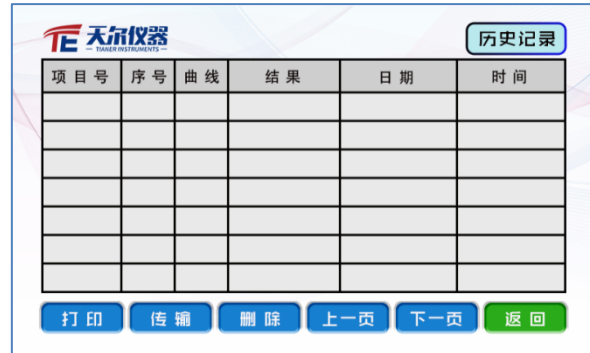 TE 天尔仪器
TIANER INSTRUMENTS
历史记录
项目号 序号 曲线 结果 日期 时间
打印 传输 删除 上一页 下一页 返回